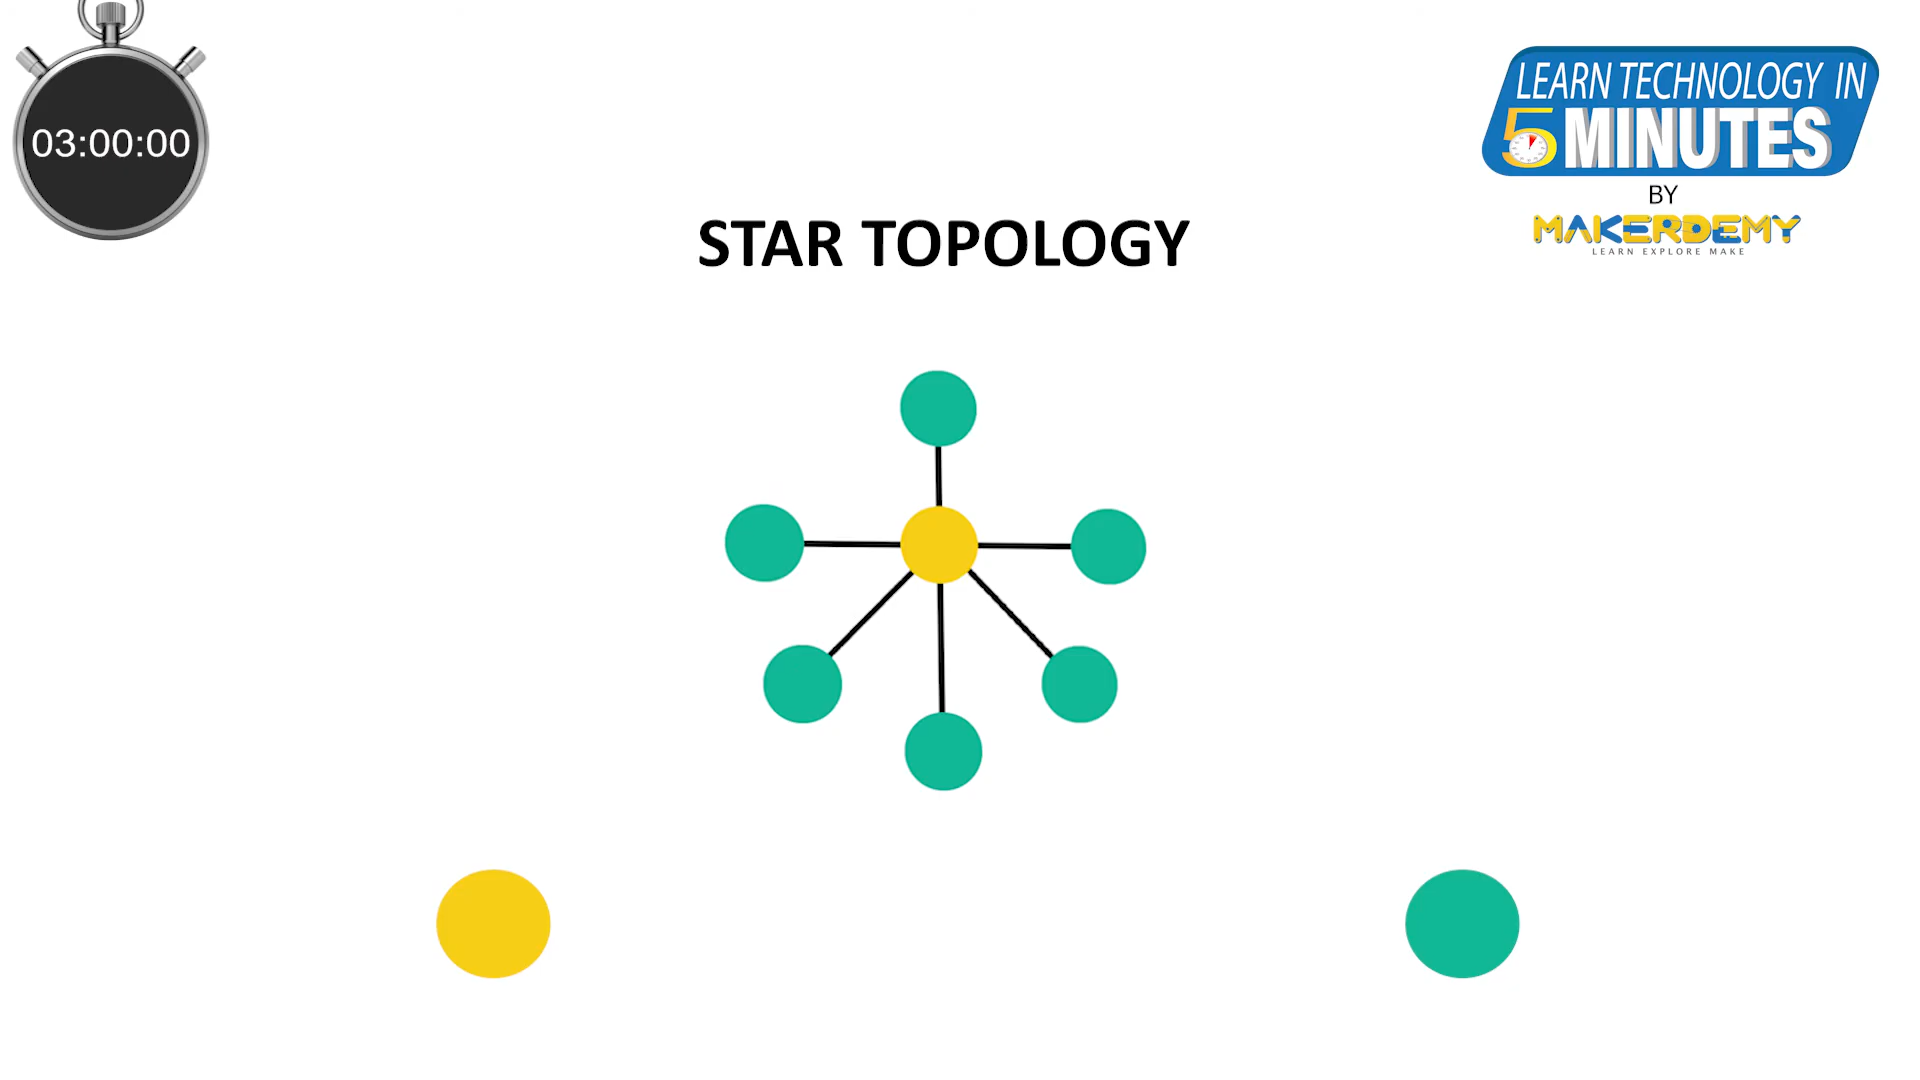 03:00:00
LEARN TECHNOLOGY IN
5 MINUTES
BY
MAKERDEMY
LEARN EXPLORE MAKE
STAR TOPOLOGY